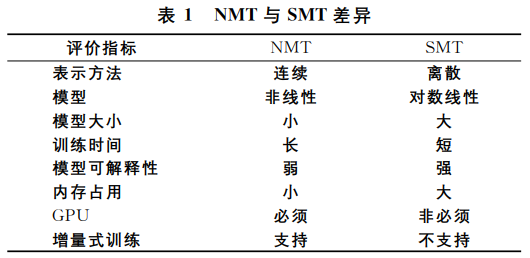 表 1 NMT 与 SMT 差异
评价指标 NMT SMT
表示方法 连续 离散
模型 非线性 对数线性
模型大小 小 大
训练时间 长 短
模型可解释性 弱 强
内存占用 小 大
GPU 必须 非必须
增量式训练 支持 不支持